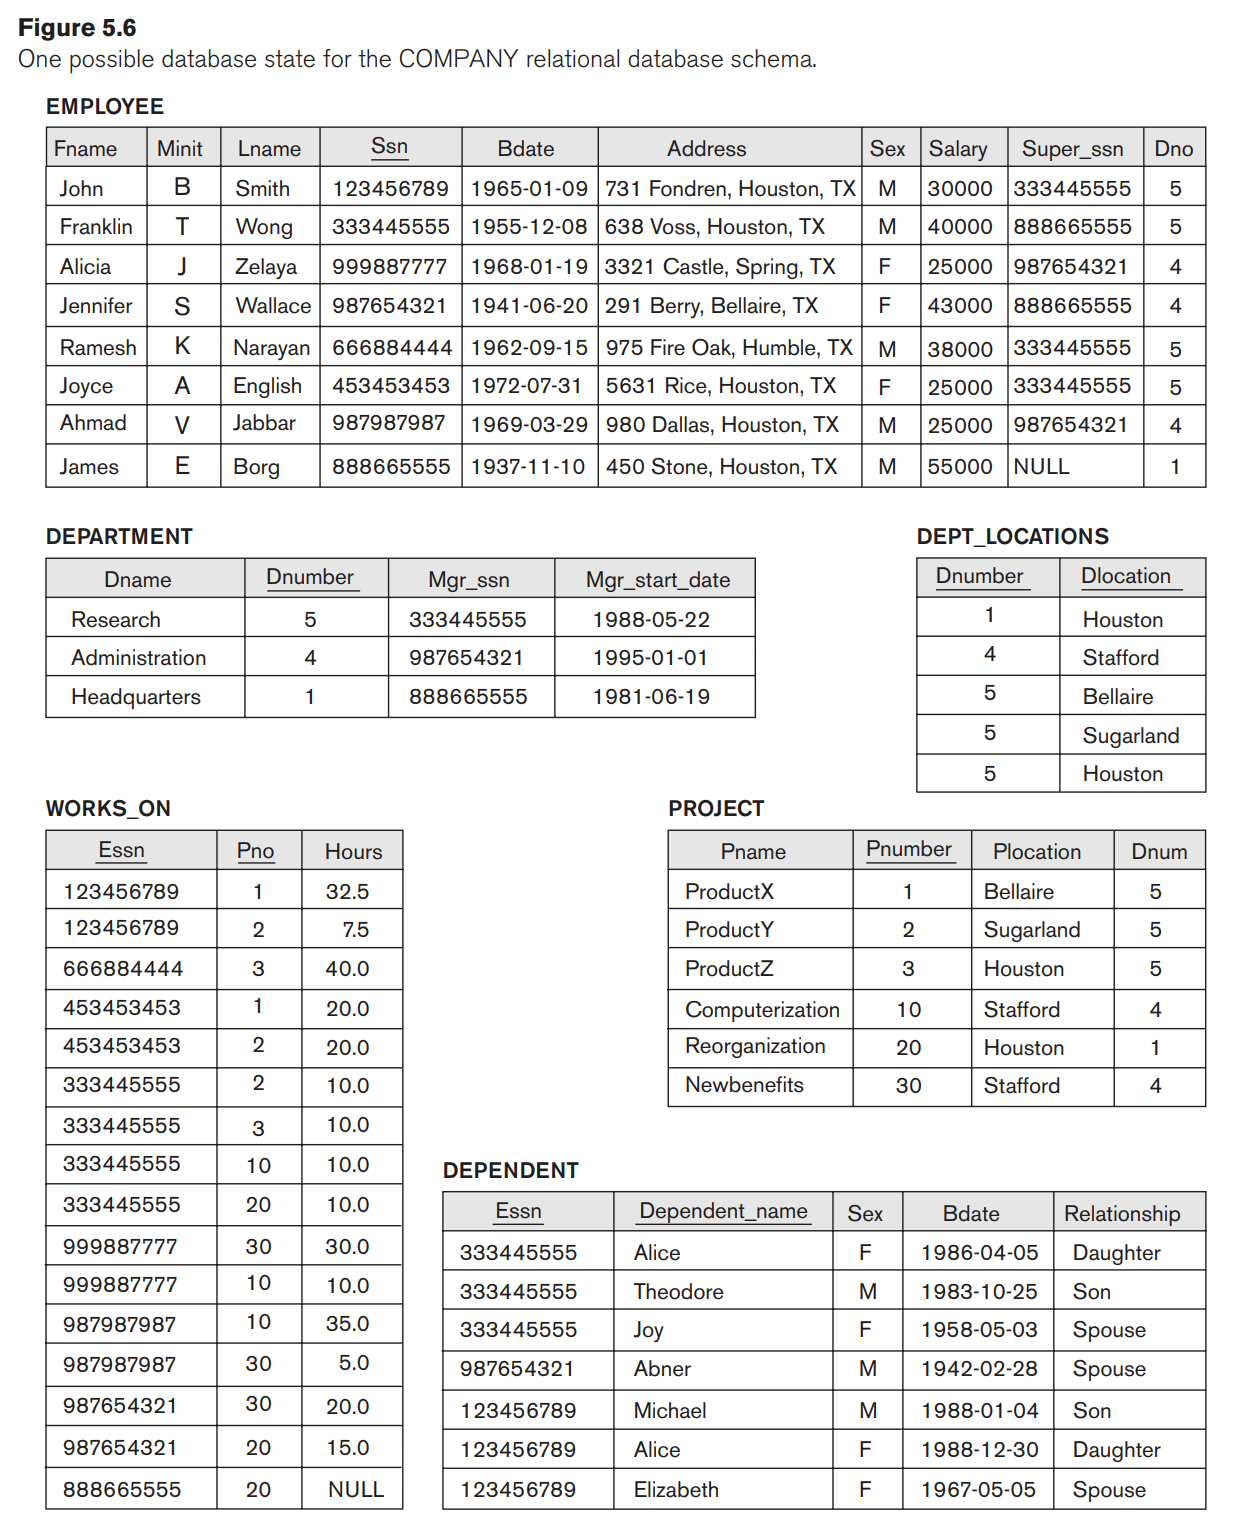 Figure 5.6
One possible database state for the COMPANY relational database schema.
EMPLOYEE
Fname Minit Lname Ssn Bdate Address Sex Salary Super_ssn Dno
John B Smith 123456789 1965-01-09 731 Fondren, Houston, TX M 30000 333445555 5
Franklin T Wong 333445555 1955-12-08 638 Voss, Houston, TX M 40000 888665555 5
Alicia J Zelaya 999887777 1968-01-19 3321 Castle, Spring, TX F 25000 987654321 4
Jennifer S Wallace 987654321 1941-06-20 291 Berry, Bellaire, TX F 43000 888665555 4
Ramesh K Narayan 666884444 1962-09-15 975 Fire Oak, Humble, TX M 38000 333445555 5
Joyce A English 453453453 1972-07-31 5631 Rice, Houston, TX F 25000 333445555 5
Ahmad V Jabbar 987987987 1969-03-29 980 Dallas, Houston, TX M 25000 987654321 4
James E Borg 888665555 1937-11-10 450 Stone, Houston, TX M 55000 NULL 1
DEPARTMENT
Dname Dnumber Mgr_ssn Mgr_start_date
Research 5 333445555 1988-05-22
Administration 4 987654321 1995-01-01
Headquarters 1 888665555 1981-06-19
DEPT_LOCATIONS
Dnumber Dlocation
1 Houston
4 Stafford
5 Bellaire
5 Sugarland
5 Houston
WORKS_ON
Essn Pno Hours
123456789 1 32.5
123456789 2 7.5
666884444 3 40.0
453453453 1 20.0
453453453 2 20.0
333445555 2 10.0
333445555 3 10.0
333445555 10 10.0
333445555 20 10.0
999887777 30 30.0
999887777 10 10.0
987987987 10 35.0
987987987 30 5.0
987654321 30 20.0
987654321 20 15.0
888665555 20 NULL
PROJECT
Pname Pnumber Plocation Dnum
ProductX 1 Bellaire 5
ProductY 2 Sugarland 5
ProductZ 3 Houston 5
Computerization 10 Stafford 4
Reorganization 20 Houston 1
Newbenefits 30 Stafford 4
DEPENDENT
Essn Dependent_name Sex Bdate Relationship
333445555 Alice F 1986-04-05 Daughter
333445555 Theodore M 1983-10-25 Son
333445555 Joy F 1958-05-03 Spouse
987654321 Abner M 1942-02-28 Spouse
123456789 Michael M 1988-01-04 Son
123456789 Alice F 1988-12-30 Daughter
123456789 Elizabeth F 1967-05-05 Spouse